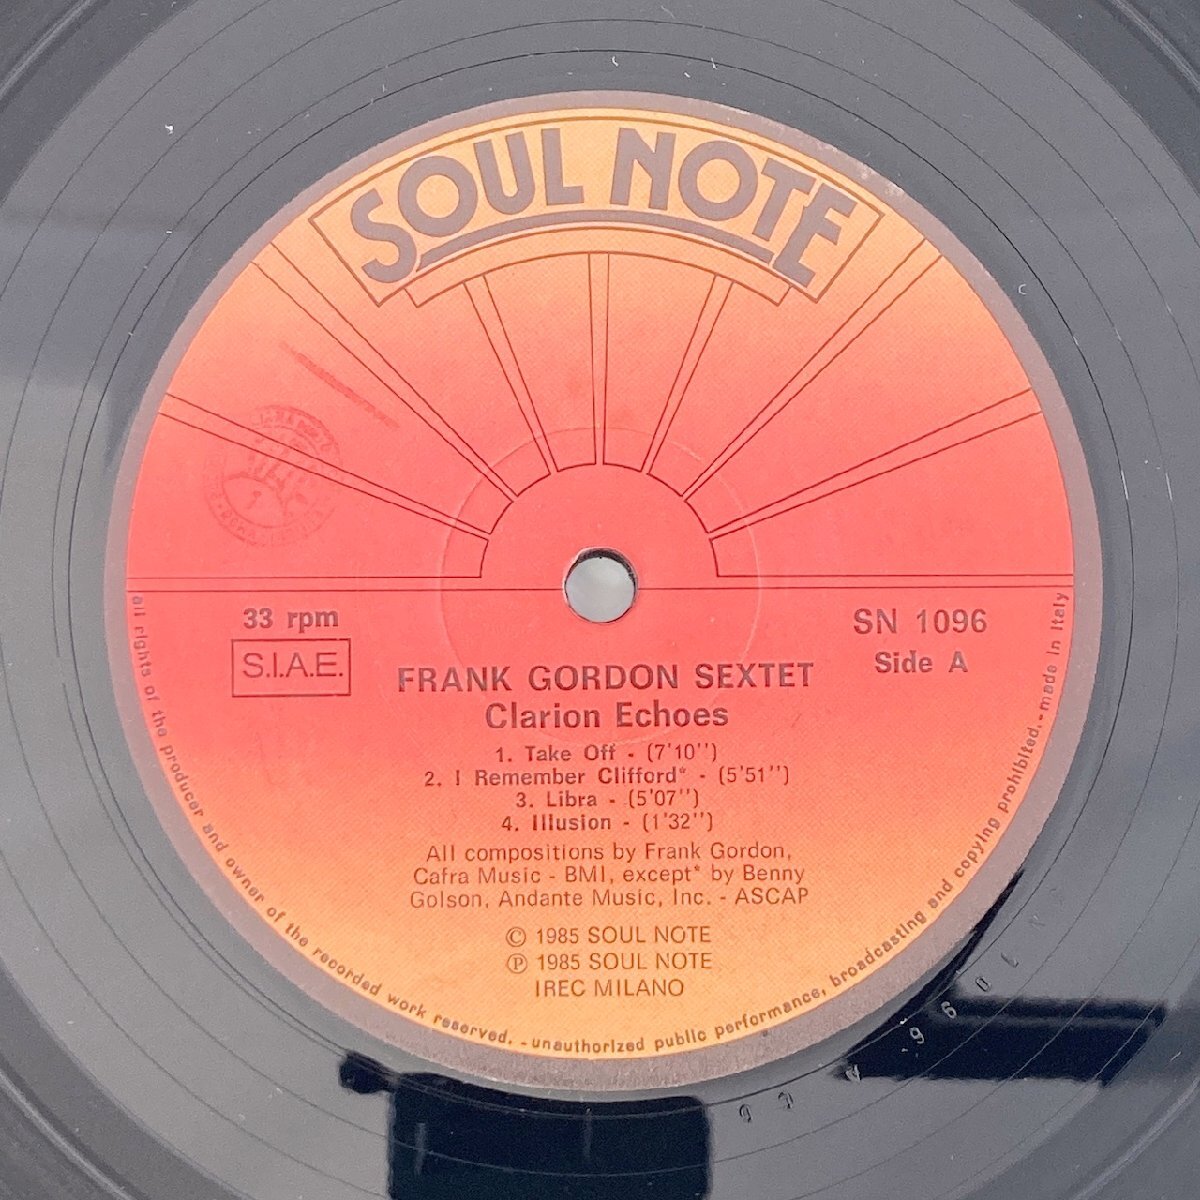 SOUL NOTE
33 rpm
S.I.A.E.
SN 1096
Side A
FRANK GORDON SEXTET
Clarion Echoes
1. Take Off - (7'10'')
2. I Remember Clifford* - (5'51'')
3. Libra - (5'07'')
4. Illusion - (1'32'')
All compositions by Frank Gordon,
Cafra Music - BMI, except* by Benny
Golson, Andante Music, Inc. - ASCAP
© 1985 SOUL NOTE
℗ 1985 SOUL NOTE
IREC MILANO
all rights of the producer and owner of the recorded work reserved. - unauthorized public performance, broadcasting and copying prohibited. - made in Italy